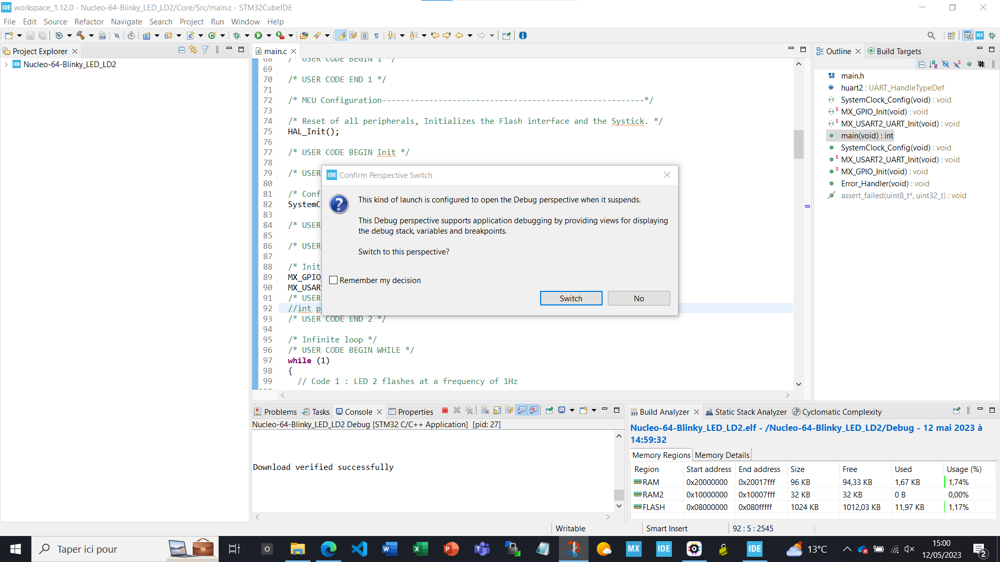 workspace_1.12.0 - Nucleo-64-Blinky_LED_LD2/Core/Src/main.c - STM32CubeIDE
File Edit Source Refactor Navigate Search Project Run Window Help
Project Explorer
Nucleo-64-Blinky_LED_LD2
main.c
68 /* USER CODE BEGIN 1 */
69
70 /* USER CODE END 1 */
71
72 /* MCU Configuration--------------------------------------------------------*/
73
74 /* Reset of all peripherals, Initializes the Flash interface and the Systick. */
75 HAL_Init();
76
77 /* USER CODE BEGIN Init */
78
79 /* USER
80
81 /* Conf
82 SystemC
83
84 /* USER
85
86 /* USER
87
88 /* Init
89 MX_GPIO_
90 MX_USAR
91 /* USER
92 //int p
93 /* USER CODE END 2 */
94
95 /* Infinite loop */
96 /* USER CODE BEGIN WHILE */
97 while (1)
98 {
99 // Code 1 : LED 2 flashes at a frequency of 1Hz
IDE Confirm Perspective Switch
This kind of launch is configured to open the Debug perspective when it suspends.
This Debug perspective supports application debugging by providing views for displaying
the debug stack, variables and breakpoints.
Switch to this perspective?
Remember my decision
Switch No
Outline Build Targets
main.h
huart2 : UART_HandleTypeDef
SystemClock_Config(void) : void
MX_GPIO_Init(void) : void
MX_USART2_UART_Init(void) : void
main(void) : int
SystemClock_Config(void) : void
MX_USART2_UART_Init(void) : void
MX_GPIO_Init(void) : void
Error_Handler(void) : void
assert_failed(uint8_t*, uint32_t) : void
Problems Tasks Console Properties
Nucleo-64-Blinky_LED_LD2 Debug [STM32 C/C++ Application] [pid: 27]
Download verified successfully
Build Analyzer Static Stack Analyzer Cyclomatic Complexity
Nucleo-64-Blinky_LED_LD2.elf - /Nucleo-64-Blinky_LED_LD2/Debug - 12 mai 2023 à
14:59:32
Memory Regions Memory Details
Region Start address End address Size Free Used Usage (%)
RAM 0x20000000 0x20017fff 96 KB 94,33 KB 1,67 KB 1,74%
RAM2 0x10000000 0x10007fff 32 KB 32 KB 0 B 0,00%
FLASH 0x08000000 0x080fffff 1024 KB 1012,03 KB 11,97 KB 1,17%
Writable Smart Insert 92 : 5 : 2545
Taper ici pour
MX IDE IDE
13°C
15:00
12/05/2023
2